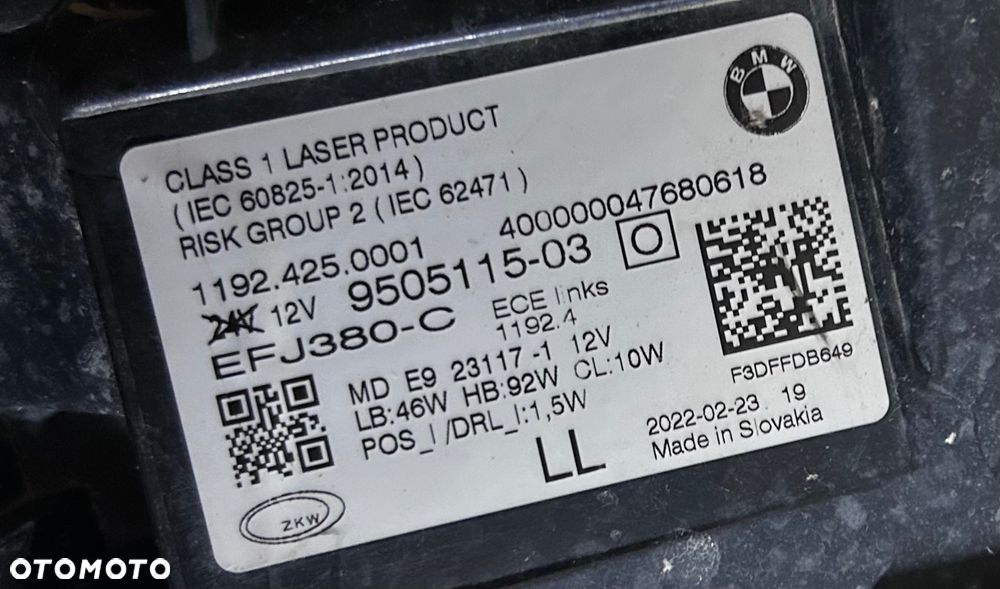 BMW
CLASS 1 LASER PRODUCT
(IEC 60825-1:2014)
RISK GROUP 2 (IEC 62471)
1192.425.0001 400000047680618
24V 12V 9505115-03 O
EFJ380-C ECE links
1192.4
MD E9 23117-1 12V
LB:46W HB:92W CL:10W
POS_I/DRL_I:1,5W
LL
F3DFFDB649
2022-02-23 19
Made in Slovakia
ZKW
OTOMOTO